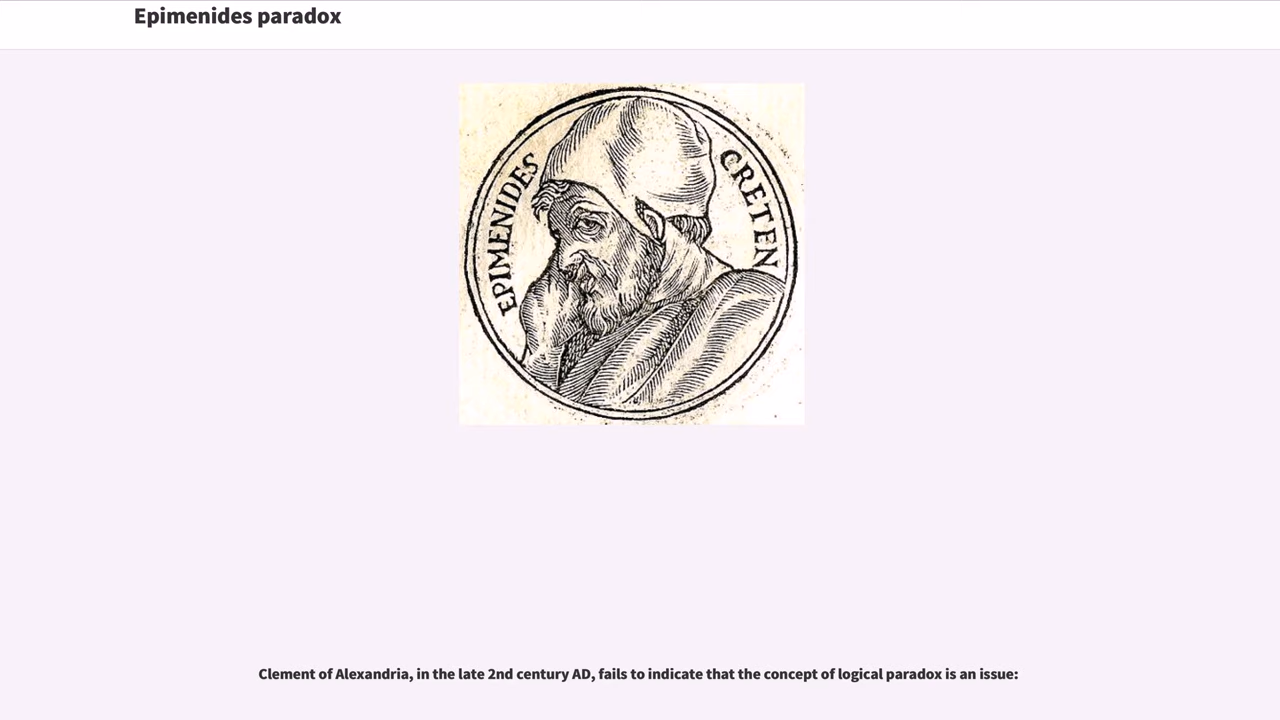 Epimenides paradox
EPIMENIDES
CRETEN
Clement of Alexandria, in the late 2nd century AD, fails to indicate that the concept of logical paradox is an issue: